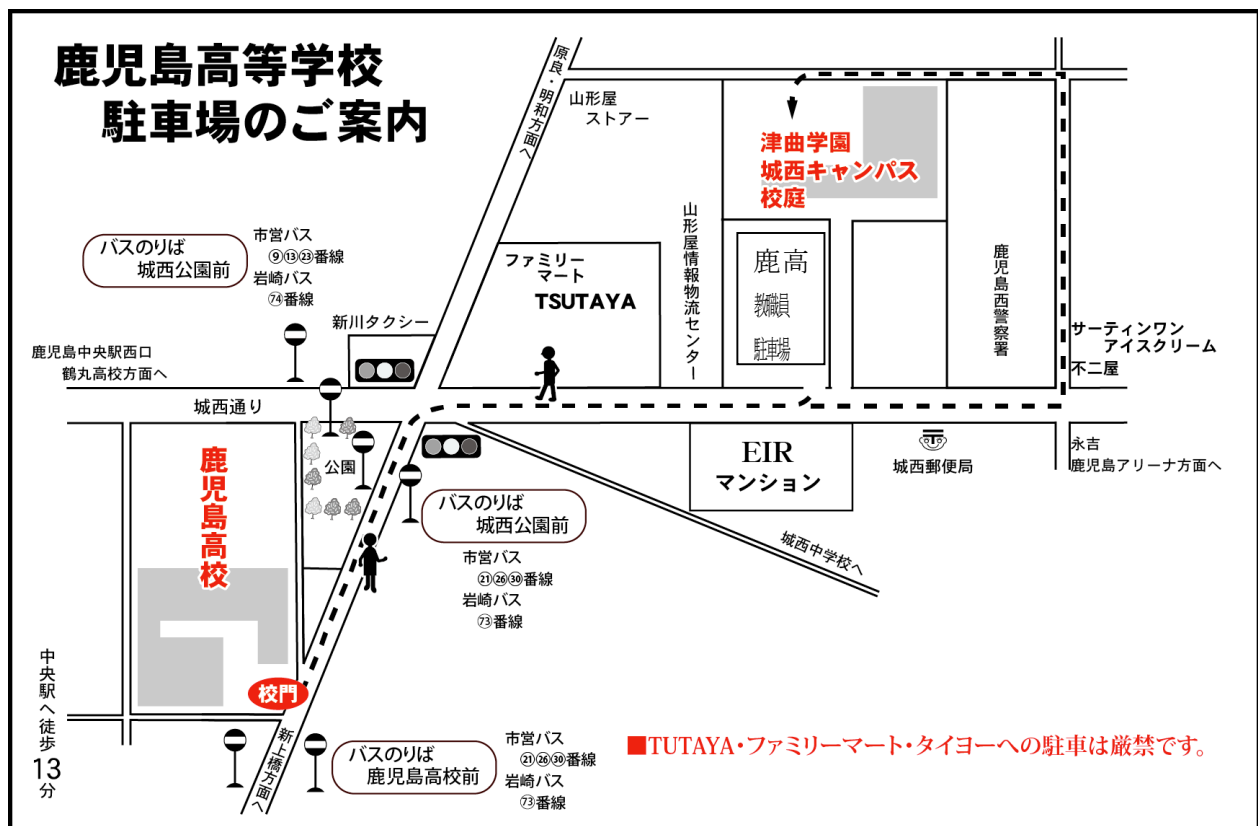 鹿児島高等学校
駐車場のご案内
原良・明和方面へ
山形屋
ストアー
津曲学園
城西キャンパス
校庭
バスのりば
城西公園前
市営バス
⑨⑬㉓番線
岩崎バス
74番線
ファミリー
マート
TSUTAYA
山形屋情報物流センター
鹿高
教職員
駐車場
鹿児島西警察署
サーティンワン
アイスクリーム
不二屋
新川タクシー
鹿児島中央駅西口
鶴丸高校方面へ
城西通り
公園
EIR
マンション
城西郵便局
永吉
鹿児島アリーナ方面へ
鹿児島高校
バスのりば
城西公園前
市営バス
㉑㉖㉚番線
岩崎バス
73番線
城西中学校へ
校門
中央駅へ徒歩13分
新上橋方面へ
バスのりば
鹿児島高校前
市営バス
㉑㉖㉚番線
岩崎バス
73番線
■TUTAYA・ファミリーマート・タイヨーへの駐車は厳禁です。